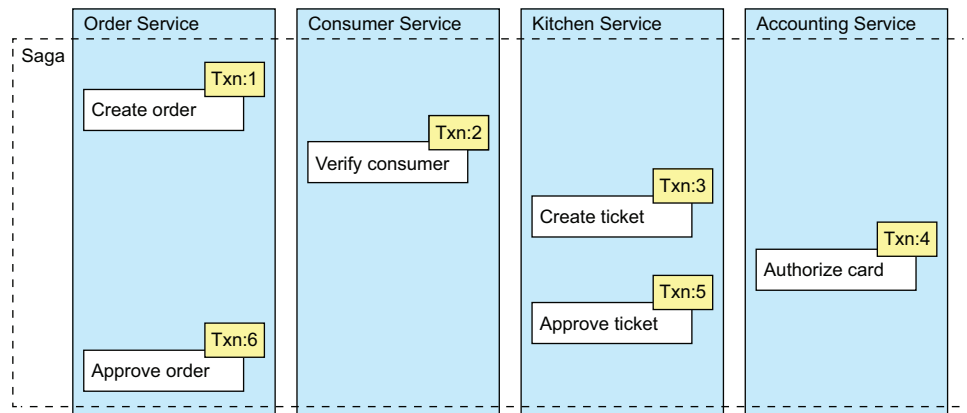 Order Service
Consumer Service
Kitchen Service
Accounting Service
Saga
Txn:1
Create order
Txn:2
Verify consumer
Txn:3
Create ticket
Txn:4
Authorize card
Txn:5
Approve ticket
Txn:6
Approve order